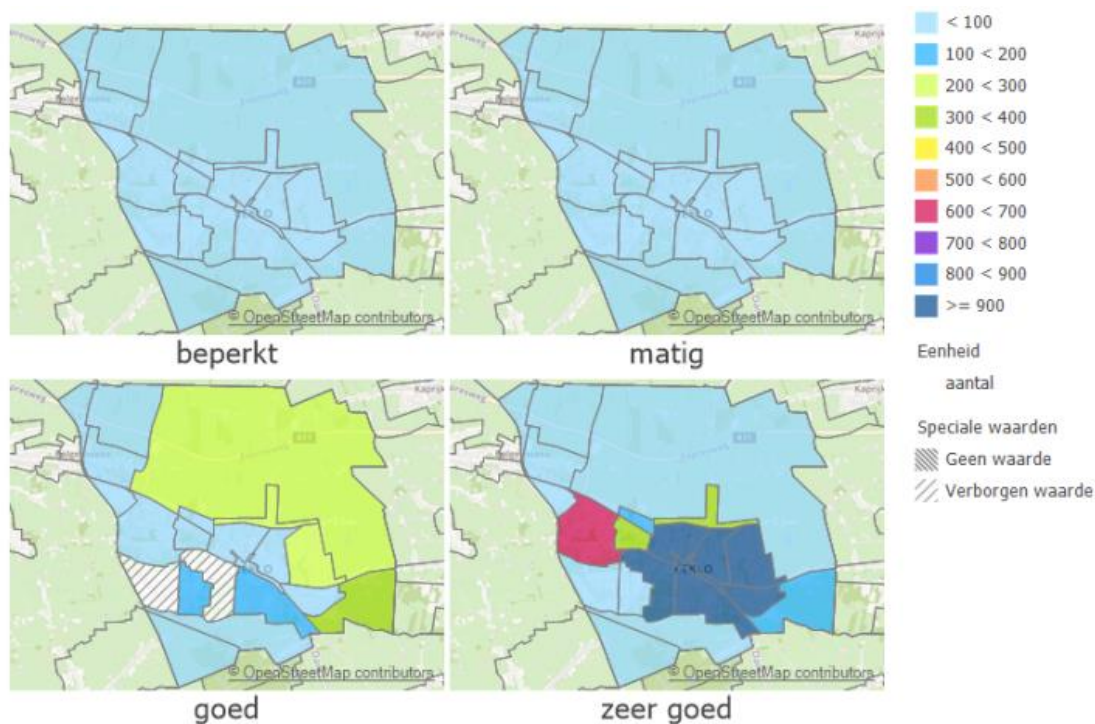 Kaprijk
© OpenStreetMap contributors
beperkt
Kaprijk
© OpenStreetMap contributors
matig
< 100
100 < 200
200 < 300
300 < 400
400 < 500
500 < 600
600 < 700
700 < 800
800 < 900
>= 900
Eenheid
aantal
Speciale waarden
Geen waarde
Verborgen waarde
© OpenStreetMap contributors
goed
© OpenStreetMap contributors
zeer goed